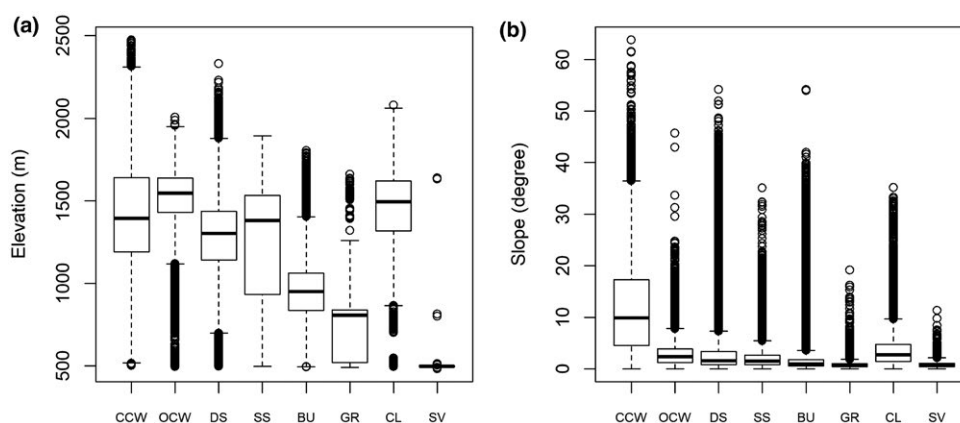 (a)
Elevation (m)
2500
2000
1500
1000
500
CCW OCW DS SS BU GR CL SV
(b)
Slope (degree)
60
50
40
30
20
10
0
CCW OCW DS SS BU GR CL SV